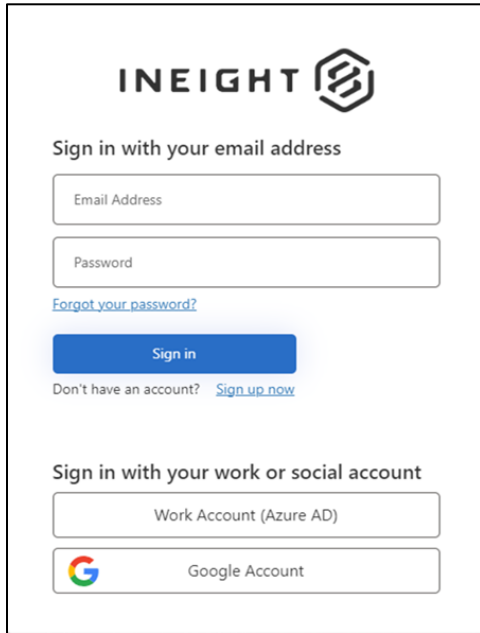 INEIGHT
Sign in with your email address
Email Address
Password
Forgot your password?
Sign in
Don't have an account? Sign up now
Sign in with your work or social account
Work Account (Azure AD)
Google Account